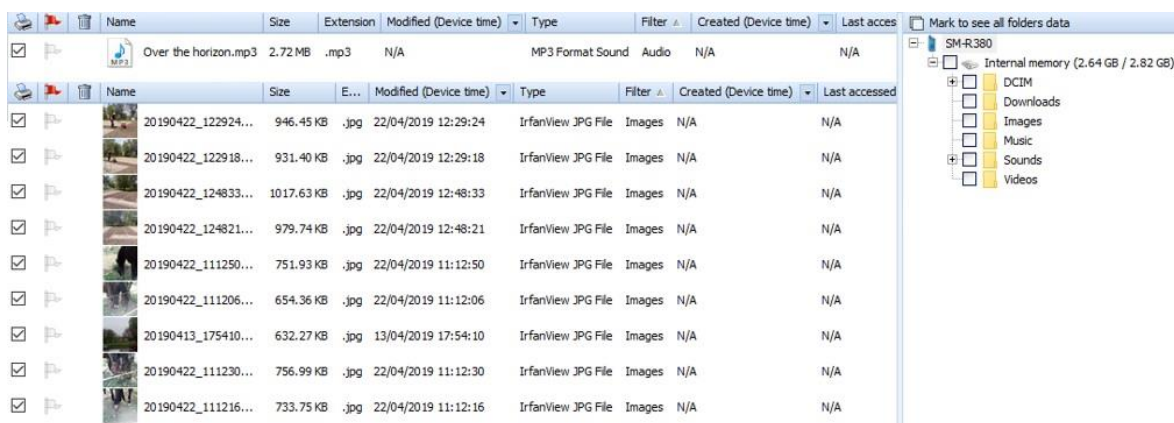 Name Size Extension Modified (Device time) Type Filter Created (Device time) Last acces
Over the horizon.mp3 2.72 MB .mp3 N/A MP3 Format Sound Audio N/A N/A
Name Size E... Modified (Device time) Type Filter Created (Device time) Last accessed
20190422_122924... 946.45 KB .jpg 22/04/2019 12:29:24 IrfanView JPG File Images N/A N/A
20190422_122918... 931.40 KB .jpg 22/04/2019 12:29:18 IrfanView JPG File Images N/A N/A
20190422_124833... 1017.63 KB .jpg 22/04/2019 12:48:33 IrfanView JPG File Images N/A N/A
20190422_124821... 979.74 KB .jpg 22/04/2019 12:48:21 IrfanView JPG File Images N/A N/A
20190422_111250... 751.93 KB .jpg 22/04/2019 11:12:50 IrfanView JPG File Images N/A N/A
20190422_111206... 654.36 KB .jpg 22/04/2019 11:12:06 IrfanView JPG File Images N/A N/A
20190413_175410... 632.27 KB .jpg 13/04/2019 17:54:10 IrfanView JPG File Images N/A N/A
20190422_111230... 756.99 KB .jpg 22/04/2019 11:12:30 IrfanView JPG File Images N/A N/A
20190422_111216... 733.75 KB .jpg 22/04/2019 11:12:16 IrfanView JPG File Images N/A N/A
Mark to see all folders data
SM-R380
Internal memory (2.64 GB / 2.82 GB)
DCIM
Downloads
Images
Music
Sounds
Videos